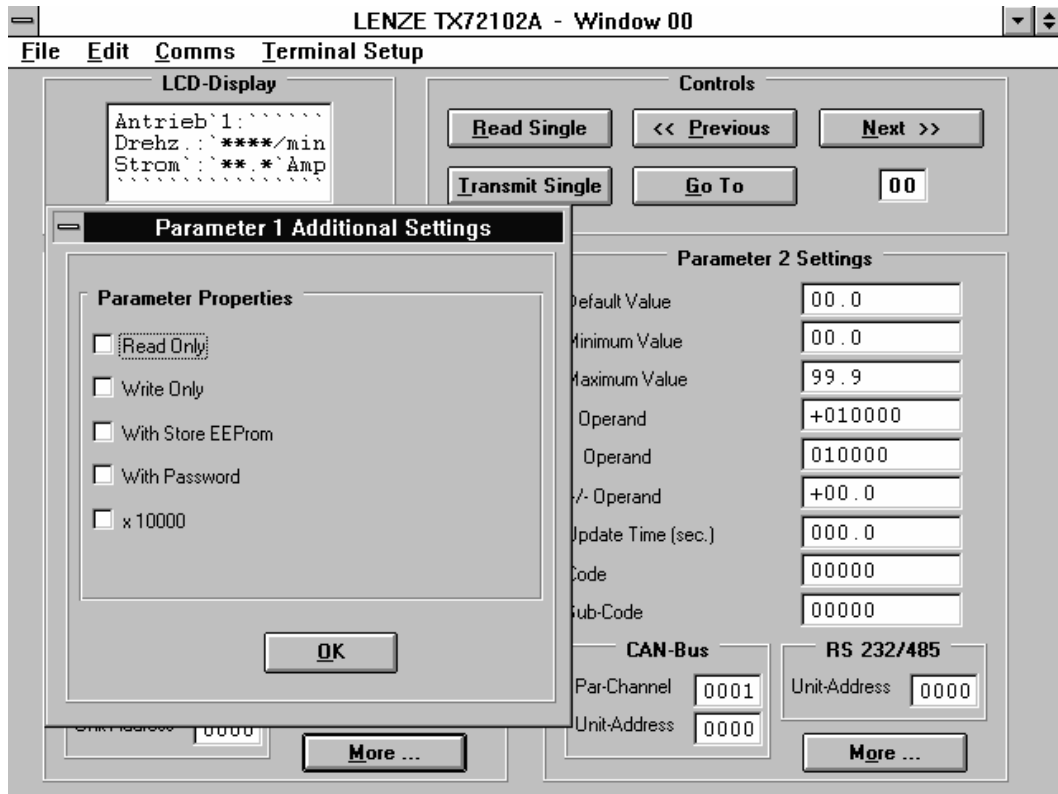 LENZE TX72102A - Window 00
File Edit Comms Terminal Setup
LCD-Display
Antrieb`1:``````
Drehz.:`****/min
Strom`:`**.*`Amp
````````````````
Controls
Read Single
<< Previous
Next >>
Transmit Single
Go To
00
Parameter 1 Additional Settings
Parameter Properties
Read Only
Write Only
With Store EEProm
With Password
x 10000
OK
Parameter 2 Settings
Default Value 00.0
Minimum Value 00.0
Maximum Value 99.9
Operand +010000
Operand 010000
+/- Operand +00.0
Update Time (sec.) 000.0
Code 00000
Sub-Code 00000
CAN-Bus
Par-Channel 0001
Unit-Address 0000
RS 232/485
Unit-Address 0000
Unit-Address 0000
More ...
More ...